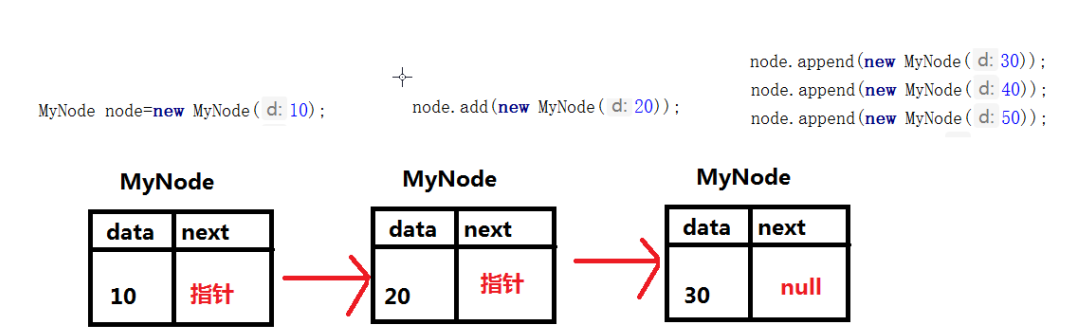 node.append(new MyNode( d: 30));
node.append(new MyNode( d: 40));
node.append(new MyNode( d: 50));
MyNode node=new MyNode( d: 10);
node.add(new MyNode( d: 20));
MyNode
data next
10 指针
MyNode
data next
20 指针
MyNode
data next
30 null